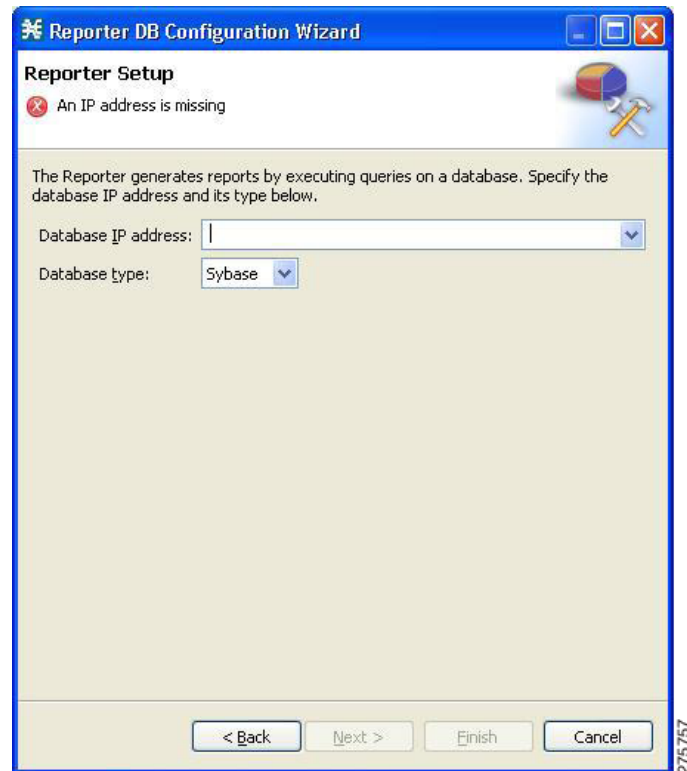 Reporter DB Configuration Wizard
Reporter Setup
An IP address is missing
The Reporter generates reports by executing queries on a database. Specify the
database IP address and its type below.
Database IP address:
Database type: Sybase
< Back Next > Finish Cancel
275757